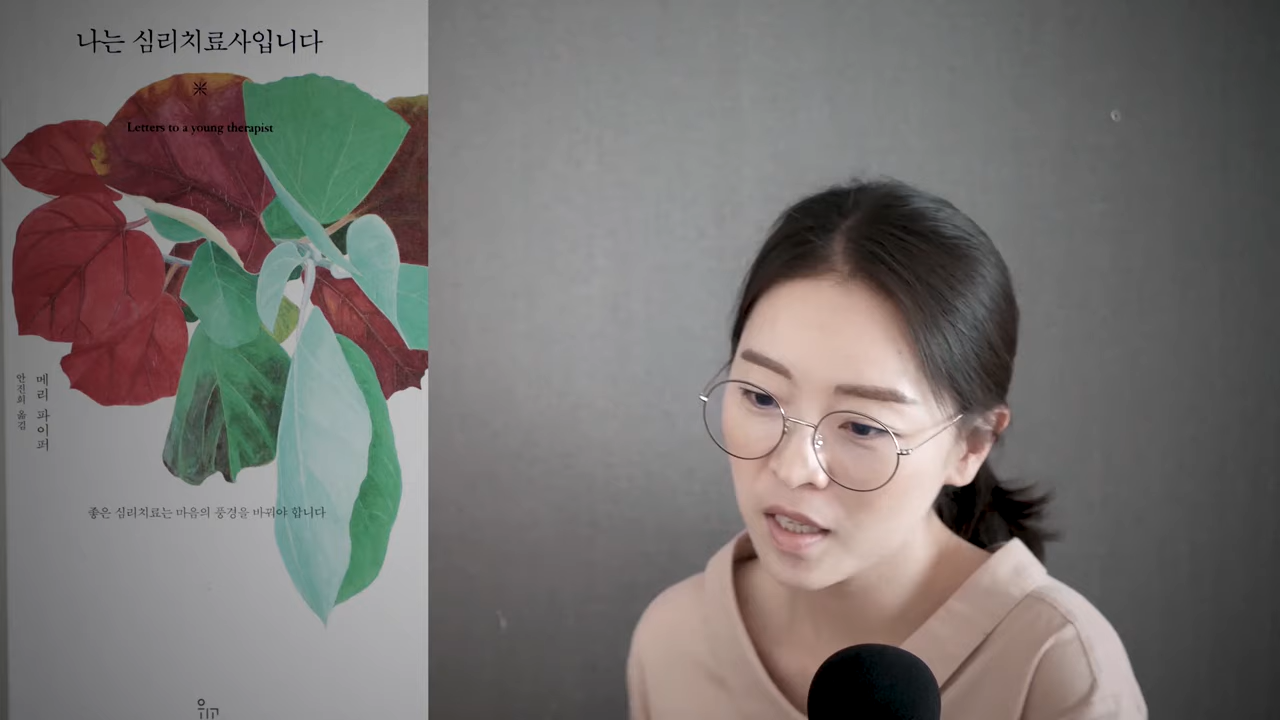 나는 심리치료사입니다
Letters to a young therapist
메리 파이퍼
안진희 옮김
좋은 심리치료는 마음의 풍경을 바꿔야 합니다